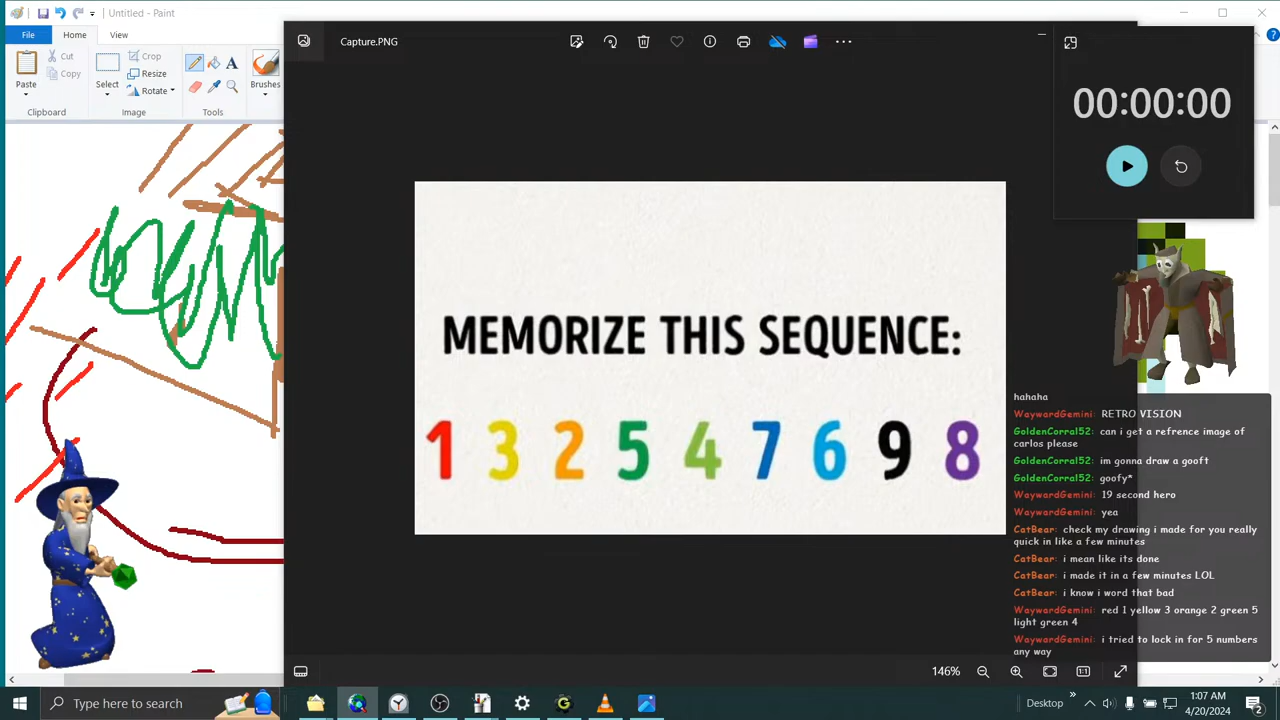 Untitled - Paint
File
Home
View
Paste
Cut
Copy
Clipboard
Select
Crop
Resize
Rotate
Image
A
Tools
Brushes
Capture.PNG
00:00:00
MEMORIZE THIS SEQUENCE:
1 3 2 5 4 7 6 9 8
hahaha
WaywardGemini: RETRO VISION
GoldenCorral52: can i get a refrence image of
carlos please
GoldenCorral52: im gonna draw a gooft
GoldenCorral52: goofy*
WaywardGemini: 19 second hero
WaywardGemini: yea
CatBear: check my drawing i made for you really
quick in like a few minutes
CatBear: i mean like its done
CatBear: i made it in a few minutes LOL
CatBear: i know i word that bad
WaywardGemini: red 1 yellow 3 orange 2 green 5
light green 4
WaywardGemini: i tried to lock in for 5 numbers
any way
146%
1:1
Type here to search
Desktop
1:07 AM
4/20/2024
2